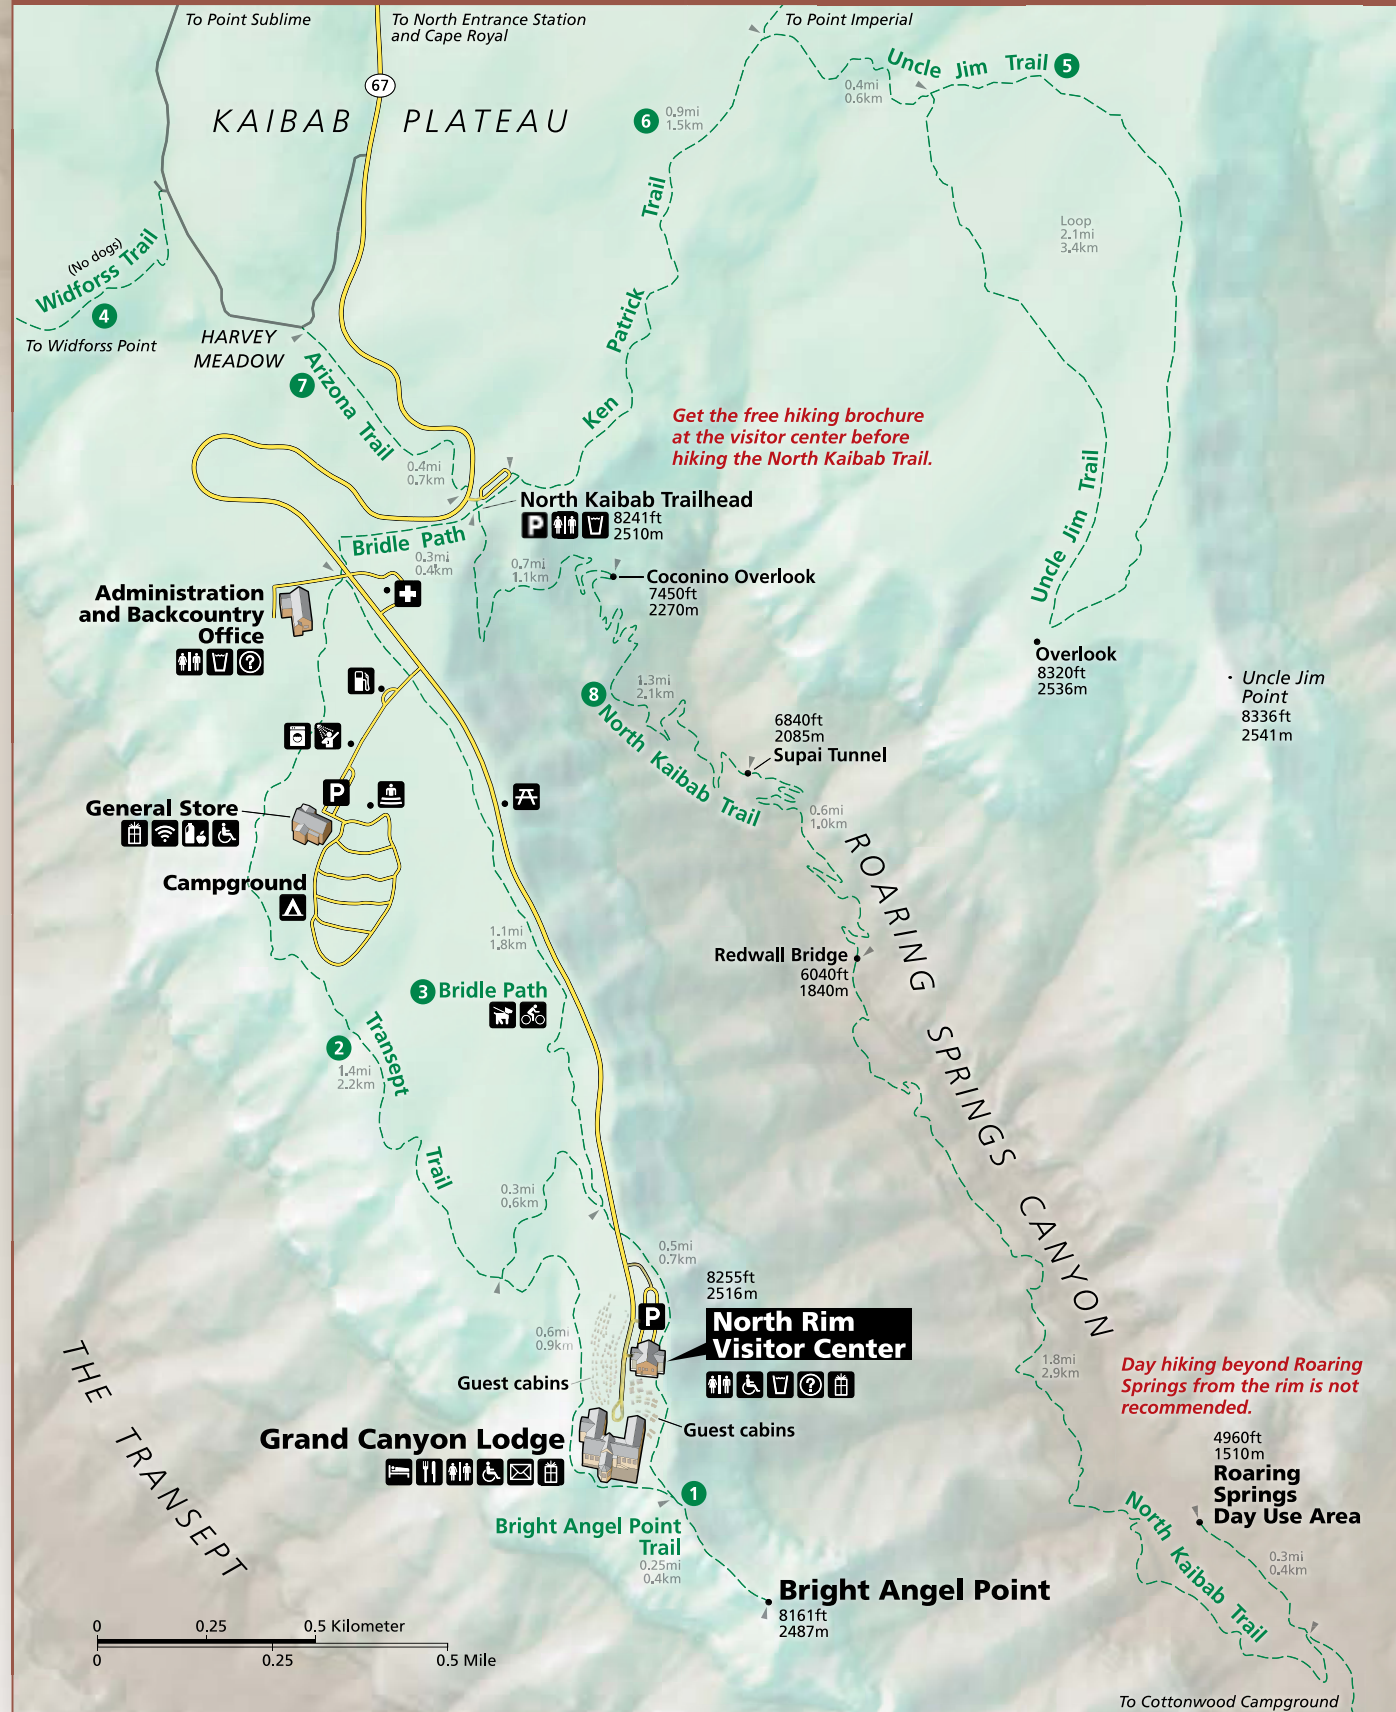 To Point Sublime
To North Entrance Station
and Cape Royal
To Point Imperial
67
KAIBAB PLATEAU
Uncle Jim Trail 5
0.4mi
0.6km
6
0.9mi
1.5km
Ken Patrick Trail
Loop
2.1mi
3.4km
(No dogs)
Widforss Trail
4
To Widforss Point
HARVEY
MEADOW
7
Arizona Trail
0.4mi
0.7km
Get the free hiking brochure
at the visitor center before
hiking the North Kaibab Trail.
North Kaibab Trailhead
P
8241ft
2510m
Bridle Path
0.3mi
0.4km
0.7mi
1.1km
Coconino Overlook
7450ft
2270m
Uncle Jim Trail
Administration
and Backcountry
Office
?
Overlook
8320ft
2536m
Uncle Jim
Point
8336ft
2541m
8
1.3mi
2.1km
North Kaibab Trail
6840ft
2085m
Supai Tunnel
0.6mi
1.0km
P
General Store
Campground
ROARING SPRINGS CANYON
1.1mi
1.8km
Redwall Bridge
6040ft
1840m
3 Bridle Path
2
1.4mi
2.2km
Transept Trail
0.3mi
0.6km
0.5mi
0.7km
8255ft
2516m
P
North Rim
Visitor Center
?
0.6mi
0.9km
Guest cabins
Guest cabins
Grand Canyon Lodge
THE TRANSEPT
1.8mi
2.9km
Day hiking beyond Roaring
Springs from the rim is not
recommended.
4960ft
1510m
Roaring
Springs
Day Use Area
1
Bright Angel Point
Trail
0.25mi
0.4km
North Kaibab Trail
0.3mi
0.4km
Bright Angel Point
8161ft
2487m
0 0.25 0.5 Kilometer
0 0.25 0.5 Mile
To Cottonwood Campground